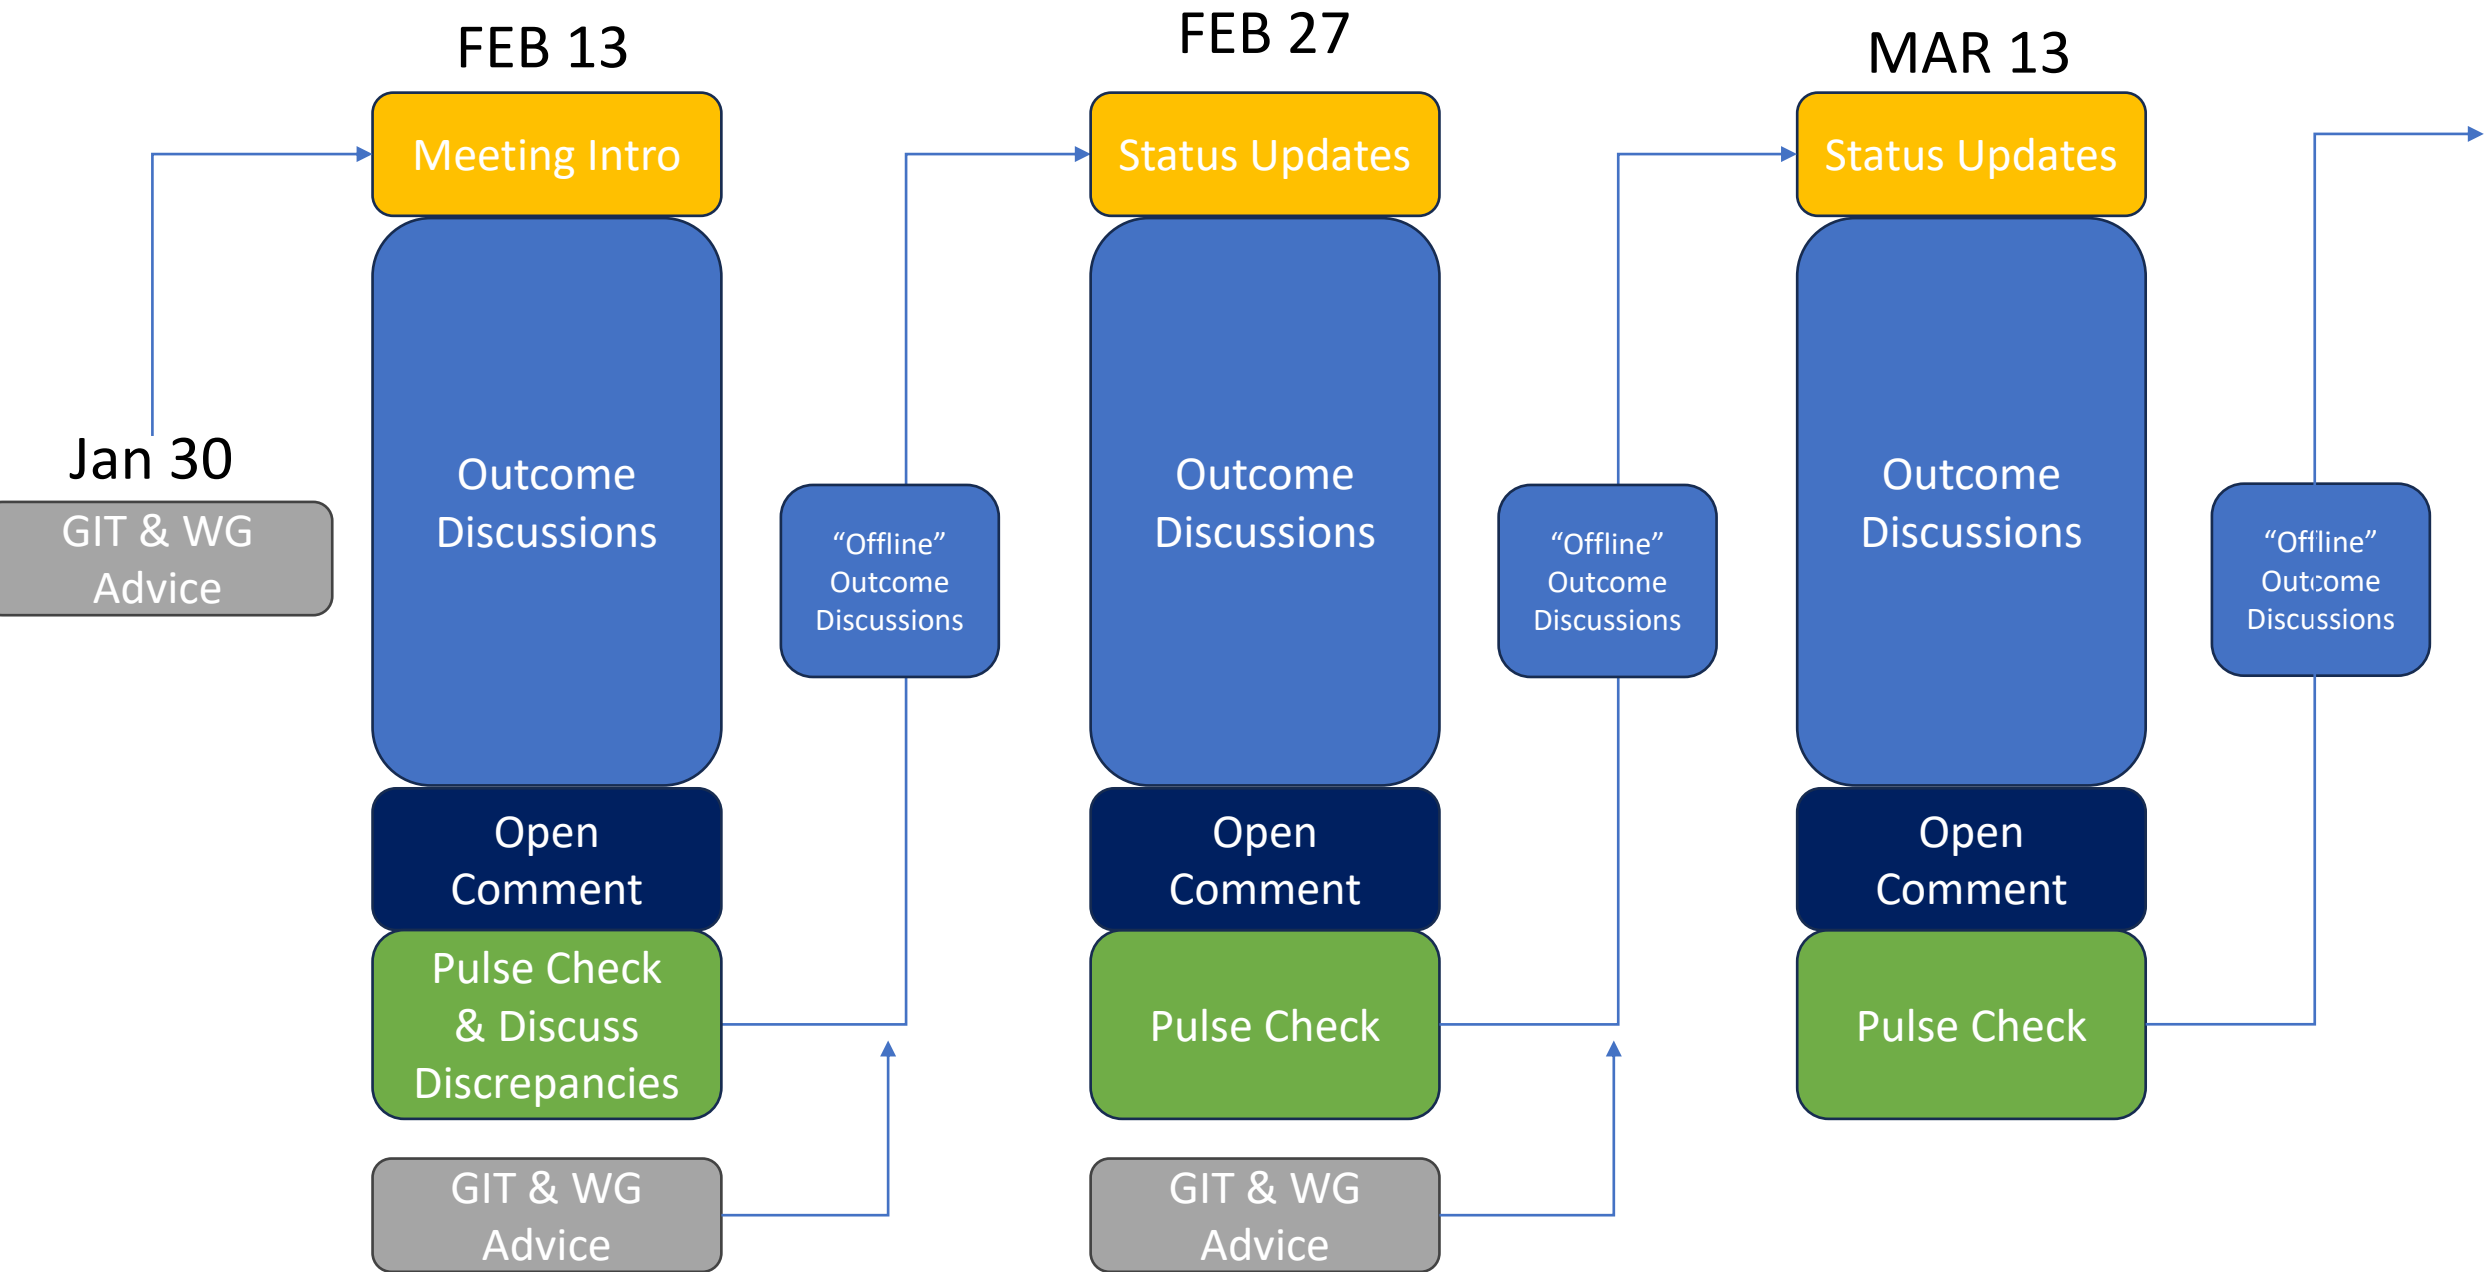 Jan 30
GIT & WG
Advice
FEB 13
Meeting Intro
Outcome
Discussions
Open
Comment
Pulse Check
& Discuss
Discrepancies
GIT & WG
Advice
“Offline”
Outcome
Discussions
FEB 27
Status Updates
Outcome
Discussions
Open
Comment
Pulse Check
GIT & WG
Advice
“Offline”
Outcome
Discussions
MAR 13
Status Updates
Outcome
Discussions
Open
Comment
Pulse Check
“Offline”
Outcome
Discussions